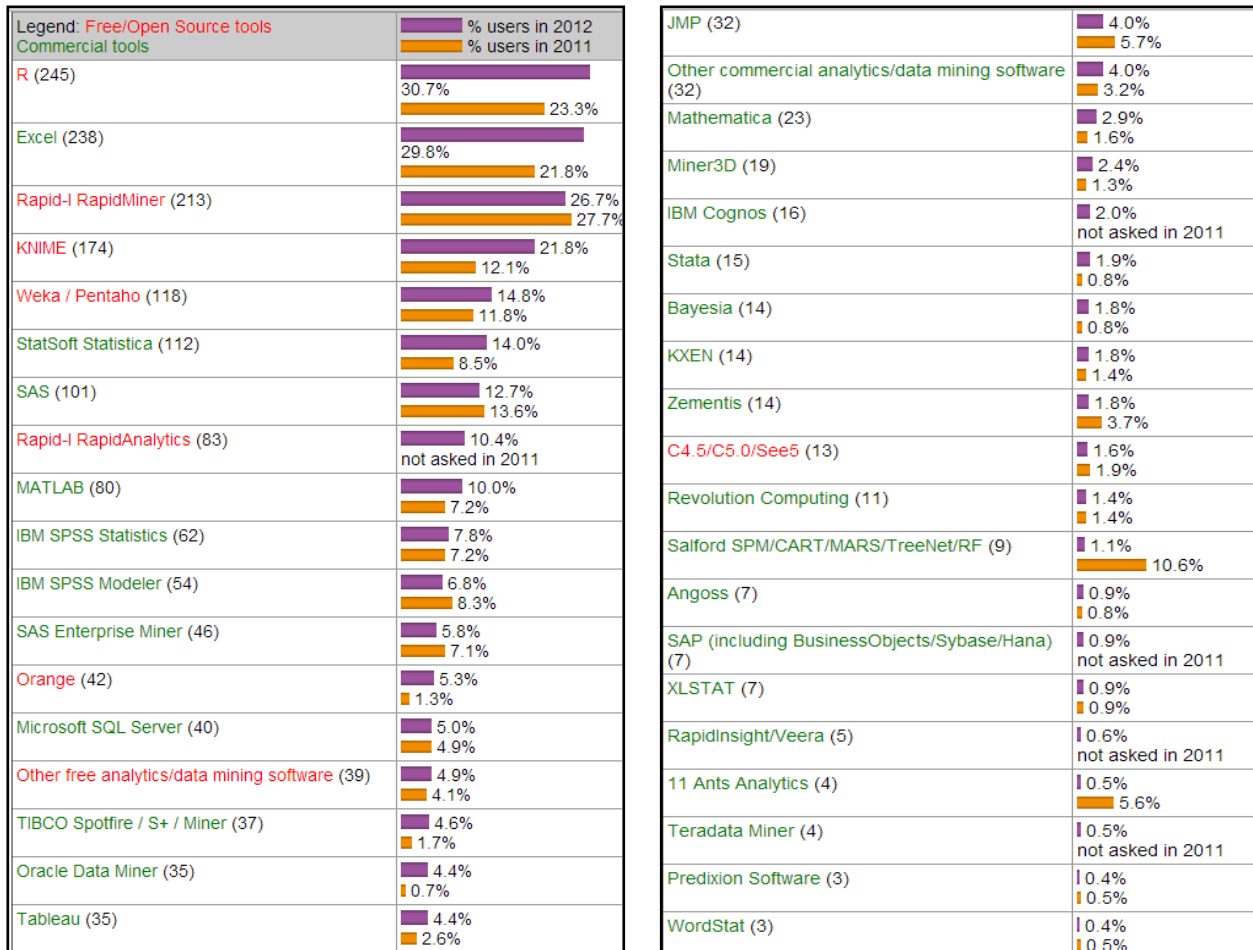 Legend: Free/Open Source tools
Commercial tools
% users in 2012
% users in 2011
R (245)
30.7%
23.3%
Excel (238)
29.8%
21.8%
Rapid-I RapidMiner (213)
26.7%
27.7%
KNIME (174)
21.8%
12.1%
Weka / Pentaho (118)
14.8%
11.8%
StatSoft Statistica (112)
14.0%
8.5%
SAS (101)
12.7%
13.6%
Rapid-I RapidAnalytics (83)
10.4%
not asked in 2011
MATLAB (80)
10.0%
7.2%
IBM SPSS Statistics (62)
7.8%
7.2%
IBM SPSS Modeler (54)
6.8%
8.3%
SAS Enterprise Miner (46)
5.8%
7.1%
Orange (42)
5.3%
1.3%
Microsoft SQL Server (40)
5.0%
4.9%
Other free analytics/data mining software (39)
4.9%
4.1%
TIBCO Spotfire / S+ / Miner (37)
4.6%
1.7%
Oracle Data Miner (35)
4.4%
0.7%
Tableau (35)
4.4%
2.6%
JMP (32)
4.0%
5.7%
Other commercial analytics/data mining software
(32)
4.0%
3.2%
Mathematica (23)
2.9%
1.6%
Miner3D (19)
2.4%
1.3%
IBM Cognos (16)
2.0%
not asked in 2011
Stata (15)
1.9%
0.8%
Bayesia (14)
1.8%
0.8%
KXEN (14)
1.8%
1.4%
Zementis (14)
1.8%
3.7%
C4.5/C5.0/See5 (13)
1.6%
1.9%
Revolution Computing (11)
1.4%
1.4%
Salford SPM/CART/MARS/TreeNet/RF (9)
1.1%
10.6%
Angoss (7)
0.9%
0.8%
SAP (including BusinessObjects/Sybase/Hana)
(7)
0.9%
not asked in 2011
XLSTAT (7)
0.9%
0.9%
RapidInsight/Veera (5)
0.6%
not asked in 2011
11 Ants Analytics (4)
0.5%
5.6%
Teradata Miner (4)
0.5%
not asked in 2011
Predixion Software (3)
0.4%
0.5%
WordStat (3)
0.4%
0.5%